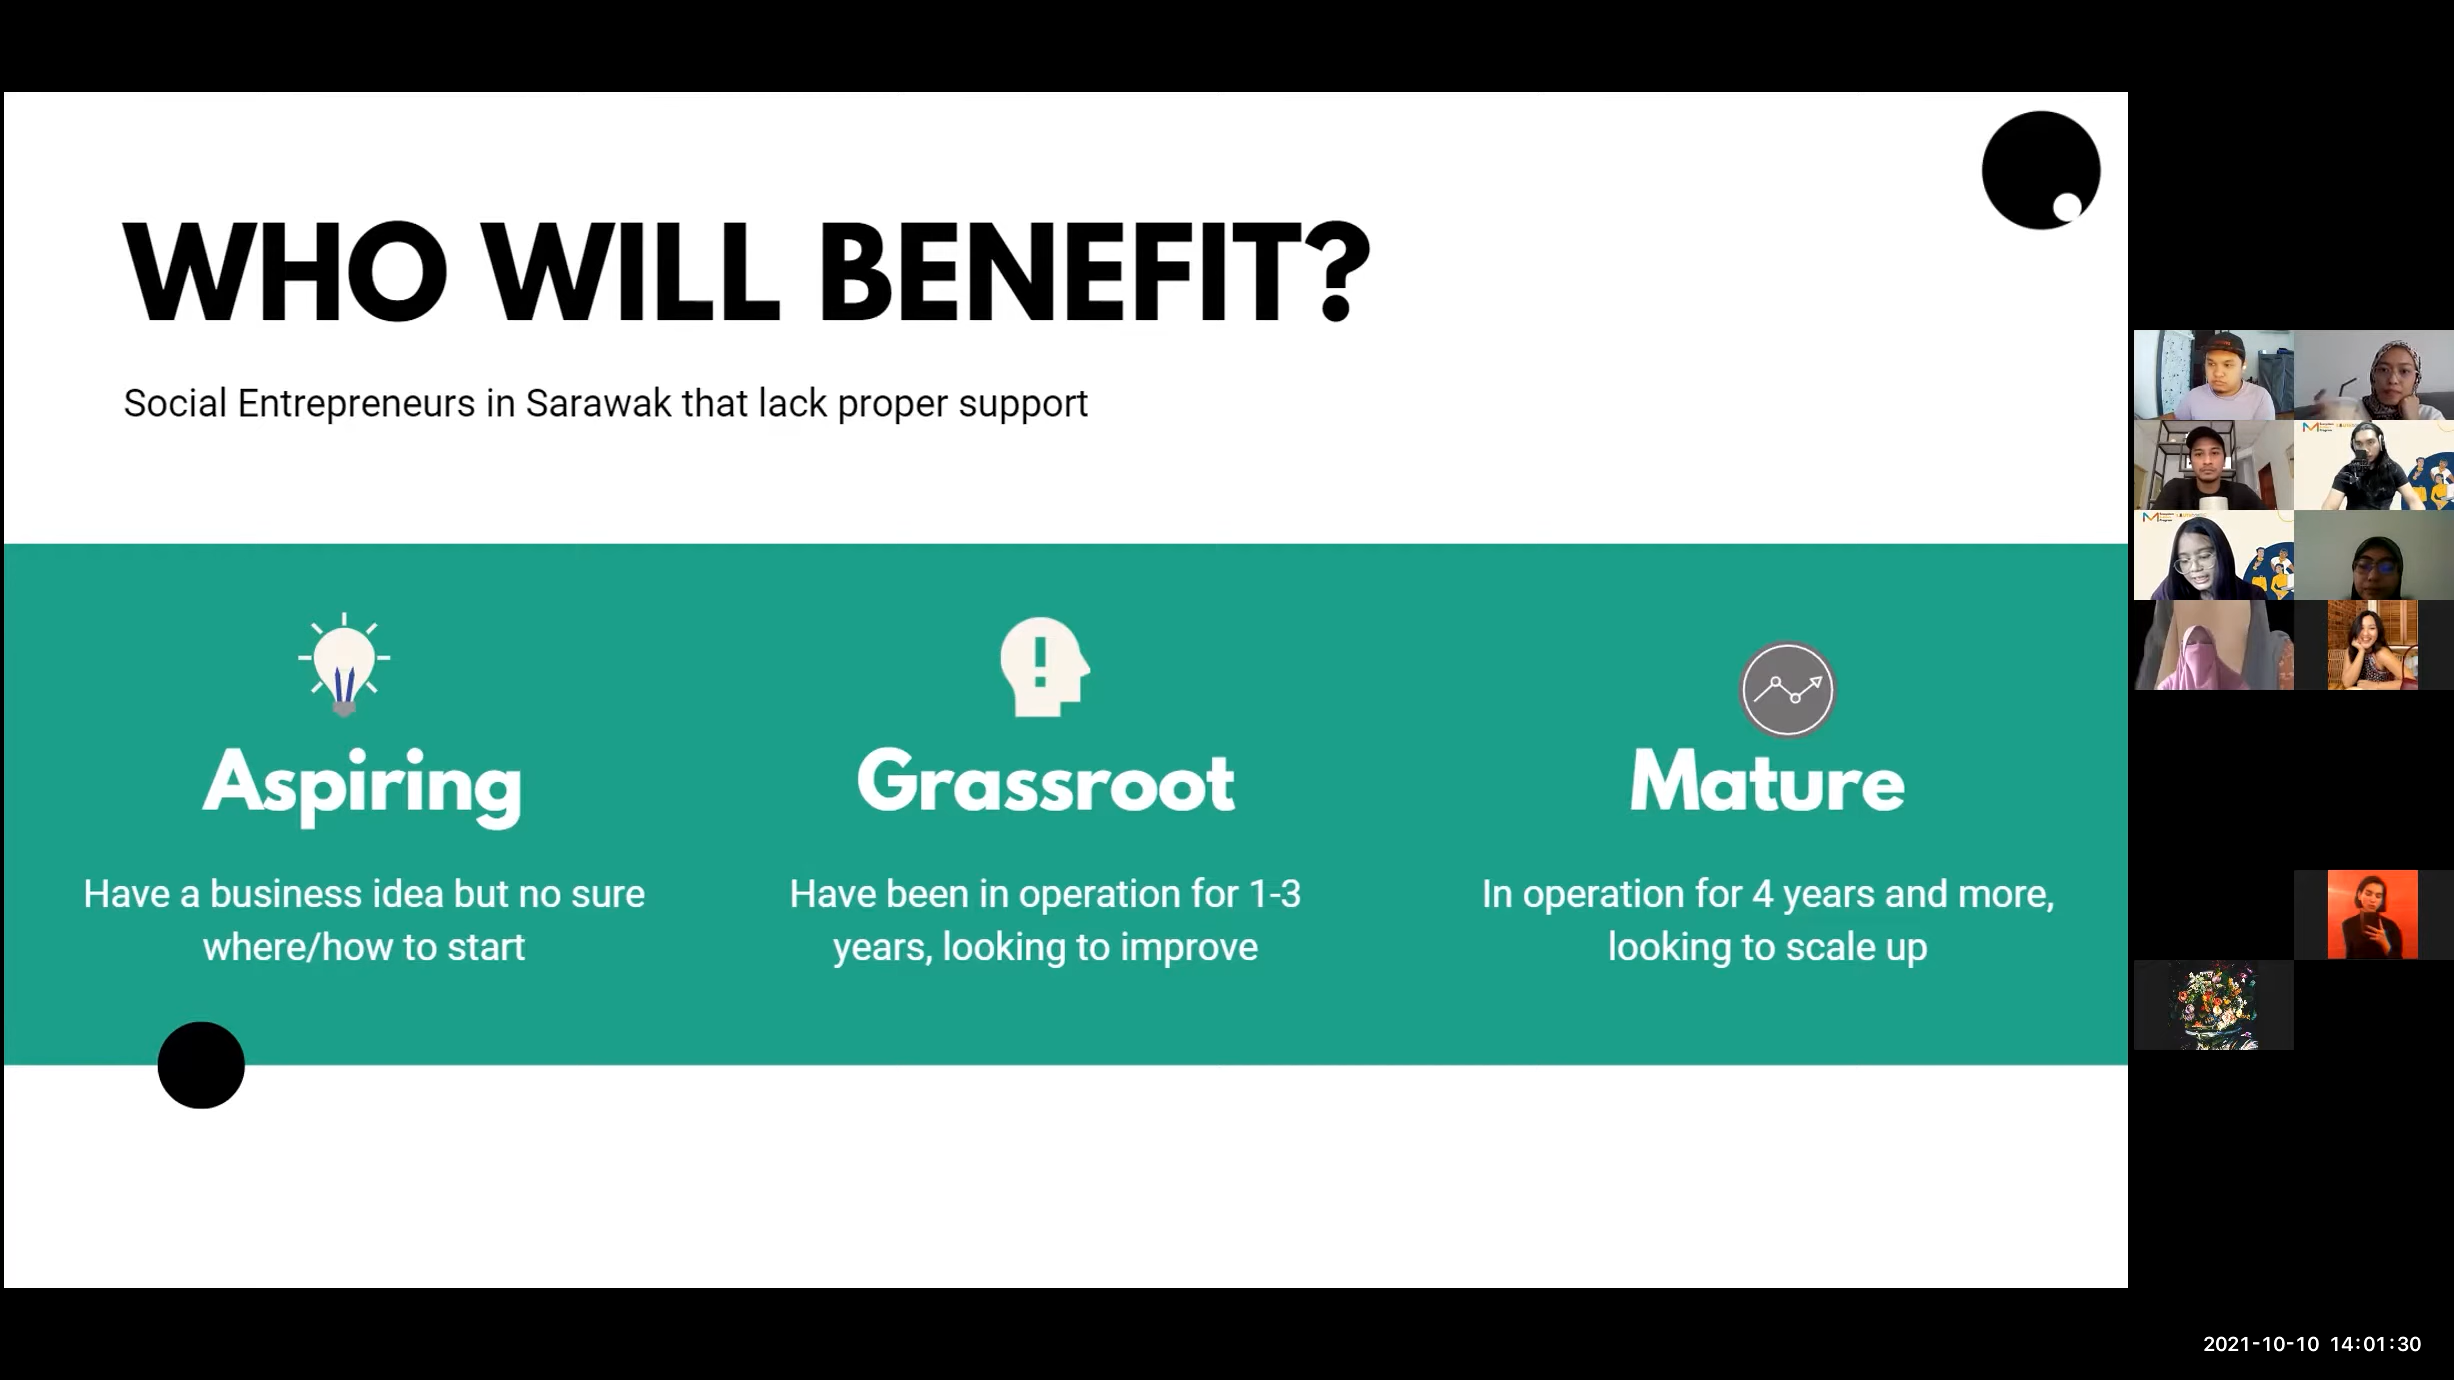 WHO WILL BENEFIT?
Social Entrepreneurs in Sarawak that lack proper support
Aspiring
Have a business idea but no sure
where/how to start
Grassroot
Have been in operation for 1-3
years, looking to improve
Mature
In operation for 4 years and more,
looking to scale up
2021-10-10 14:01:30